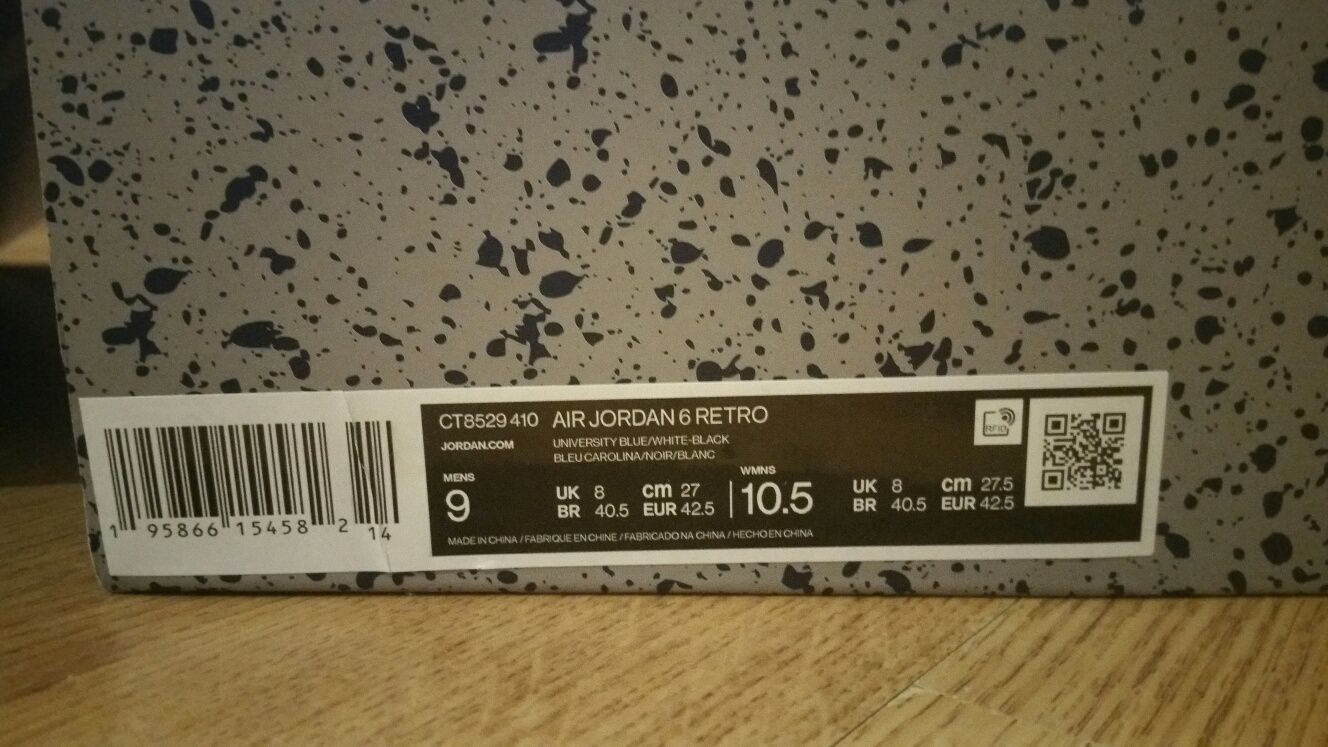 CT8529 410 AIR JORDAN 6 RETRO
JORDAN.COM UNIVERSITY BLUE/WHITE-BLACK
BLEU CAROLINA/NOIR/BLANC
MENS
9
UK 8 cm 27
BR 40.5 EUR 42.5
WMNS
10.5
UK 8 cm 27.5
BR 40.5 EUR 42.5
MADE IN CHINA / FABRIQUE EN CHINE / FABRICADO NA CHINA / HECHO EN CHINA
RFID
1 95866 15458 2 14